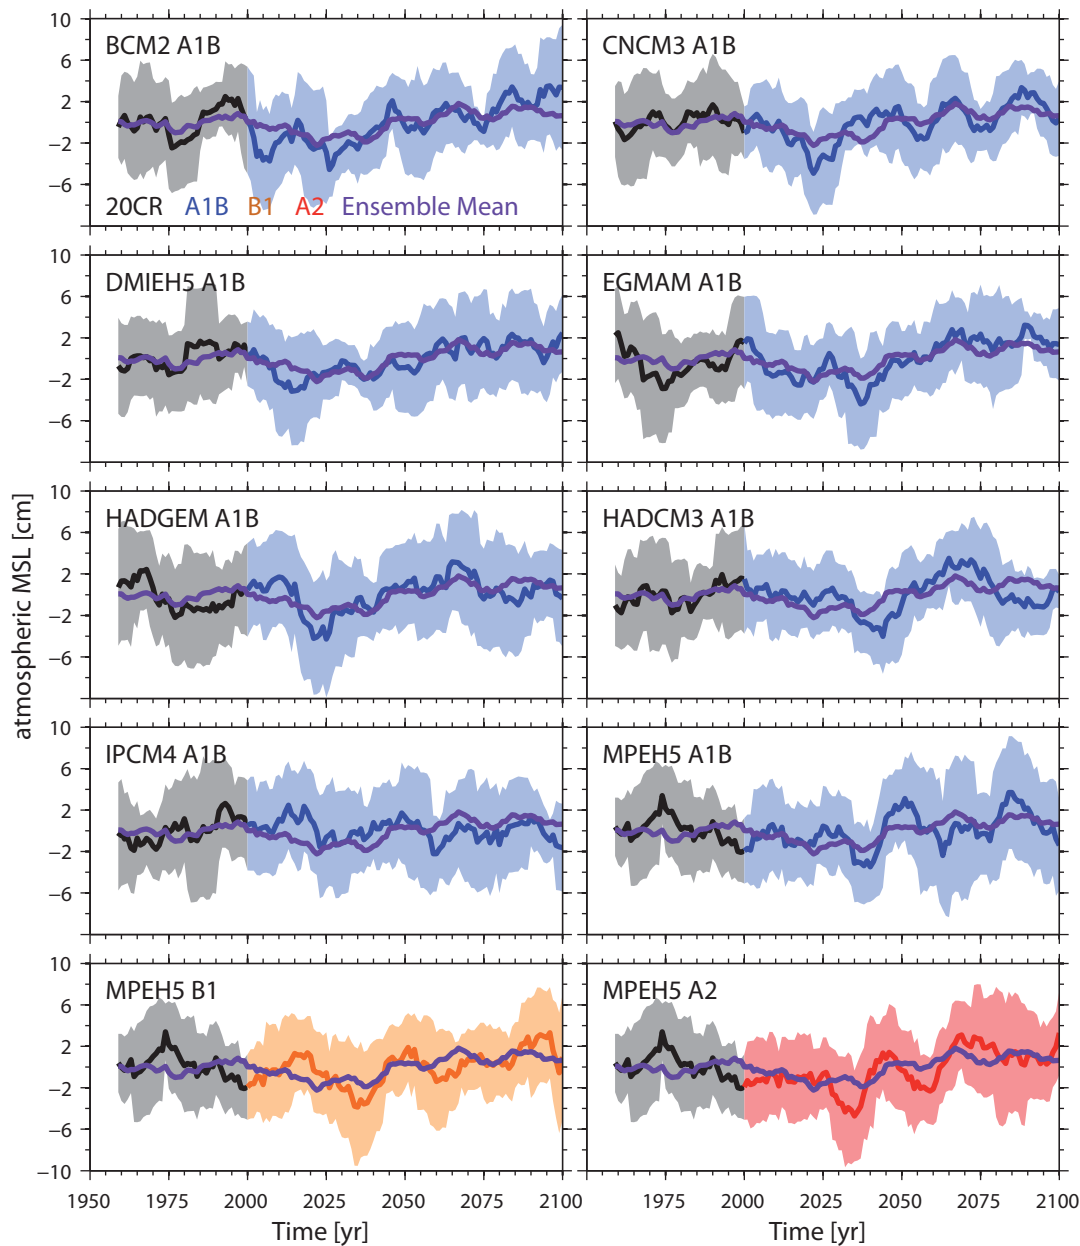 10
6
2
−2
−6
BCM2 A1B
20CR A1B B1 A2 Ensemble Mean
CNCM3 A1B
10
6
2
−2
−6
DMIEH5 A1B
EGMAM A1B
10
6
2
−2
−6
HADGEM A1B
HADCM3 A1B
atmospheric MSL [cm]
10
6
2
−2
−6
IPCM4 A1B
MPEH5 A1B
10
6
2
−2
−6
−10
MPEH5 B1
MPEH5 A2
1950 1975 2000 2025 2050 2075 2100
1975 2000 2025 2050 2075 2100
Time [yr]
Time [yr]